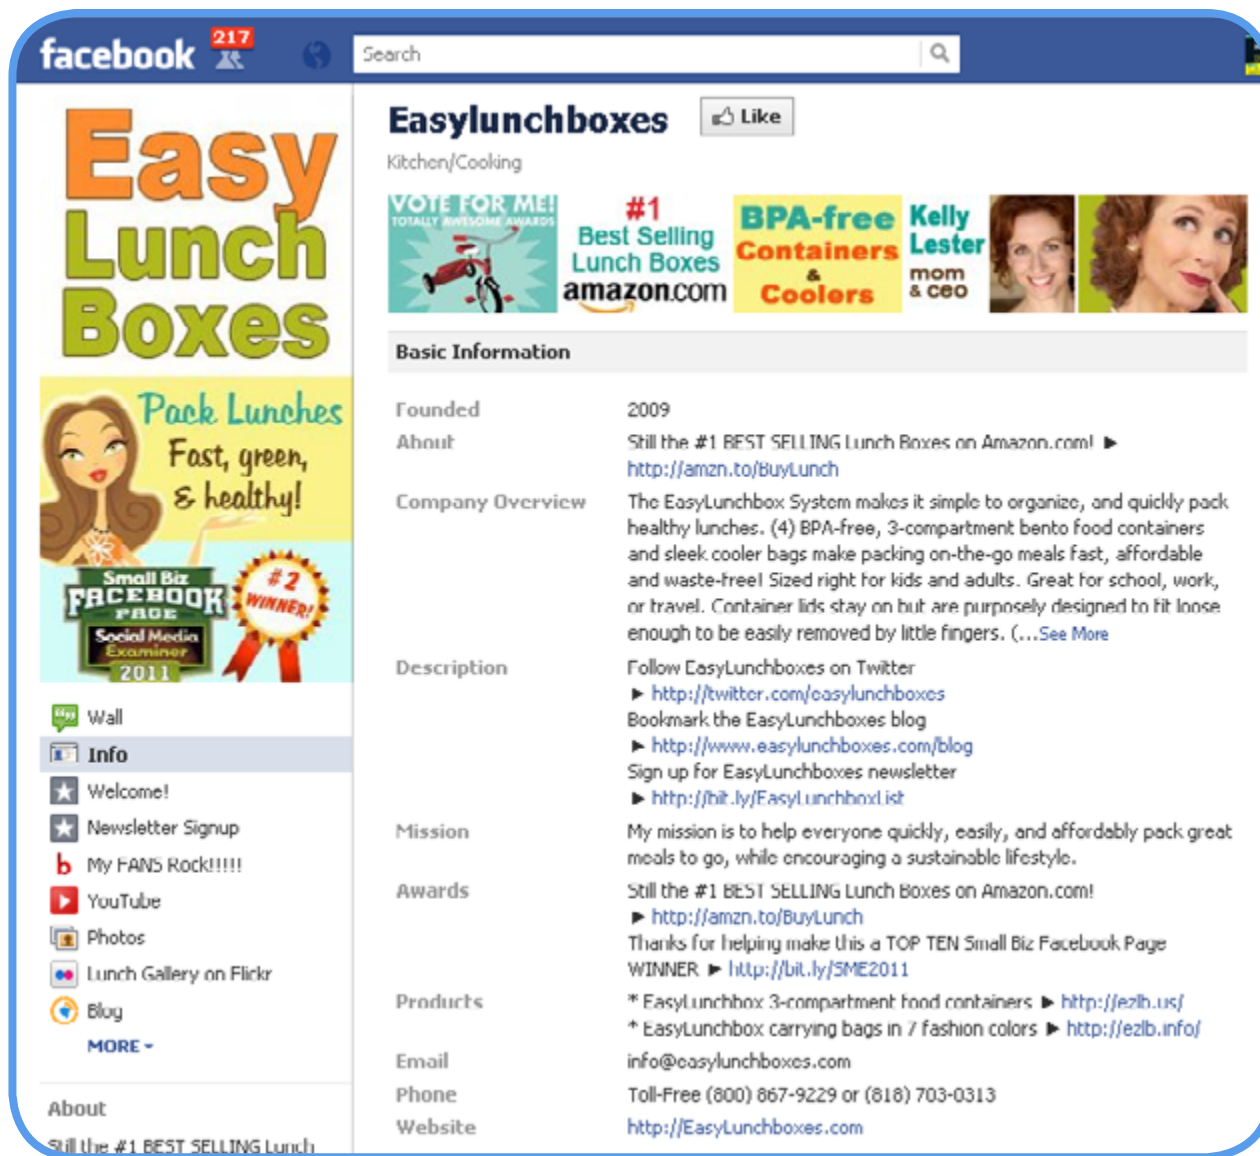 facebook 217 Search
Easy
Lunch
Boxes
Pack Lunches
Fast, green,
& healthy!
Small Biz
FACEBOOK
PAGE
Social Media
Examiner
2011
#2
WINNER!
Wall
Info
Welcome!
Newsletter Signup
My FANS Rock!!!!!
YouTube
Photos
Lunch Gallery on Flickr
Blog
MORE
About
Still the #1 BEST SELLING Lunch
Easylunchboxes Like
Kitchen/Cooking
VOTE FOR ME!
TOTALLY AWESOME AWARDS
#1
Best Selling
Lunch Boxes
amazon.com
BPA-free
Containers
&
Coolers
Kelly
Lester
mom
& CEO
Basic Information
Founded 2009
About Still the #1 BEST SELLING Lunch Boxes on Amazon.com! ►
http://amzn.to/BuyLunch
Company Overview The EasyLunchbox System makes it simple to organize, and quickly pack
healthy lunches. (4) BPA-free, 3-compartment bento food containers
and sleek cooler bags make packing on-the-go meals fast, affordable
and waste-free! Sized right for kids and adults. Great for school, work,
or travel. Container lids stay on but are purposely designed to fit loose
enough to be easily removed by little fingers. (...See More
Description Follow EasyLunchboxes on Twitter
► http://twitter.com/easylunchboxes
Bookmark the EasyLunchboxes blog
► http://www.easylunchboxes.com/blog
Sign up for EasyLunchboxes newsletter
► http://bit.ly/EasyLunchboxList
Mission My mission is to help everyone quickly, easily, and affordably pack great
meals to go, while encouraging a sustainable lifestyle.
Awards Still the #1 BEST SELLING Lunch Boxes on Amazon.com!
► http://amzn.to/BuyLunch
Thanks for helping make this a TOP TEN Small Biz Facebook Page
WINNER ► http://bit.ly/SME2011
Products * EasyLunchbox 3-compartment food containers ► http://ezlb.us/
* EasyLunchbox carrying bags in 7 fashion colors ► http://ezlb.info/
Email info@easylunchboxes.com
Phone Toll-Free (800) 867-9229 or (818) 703-0313
Website http://EasyLunchboxes.com